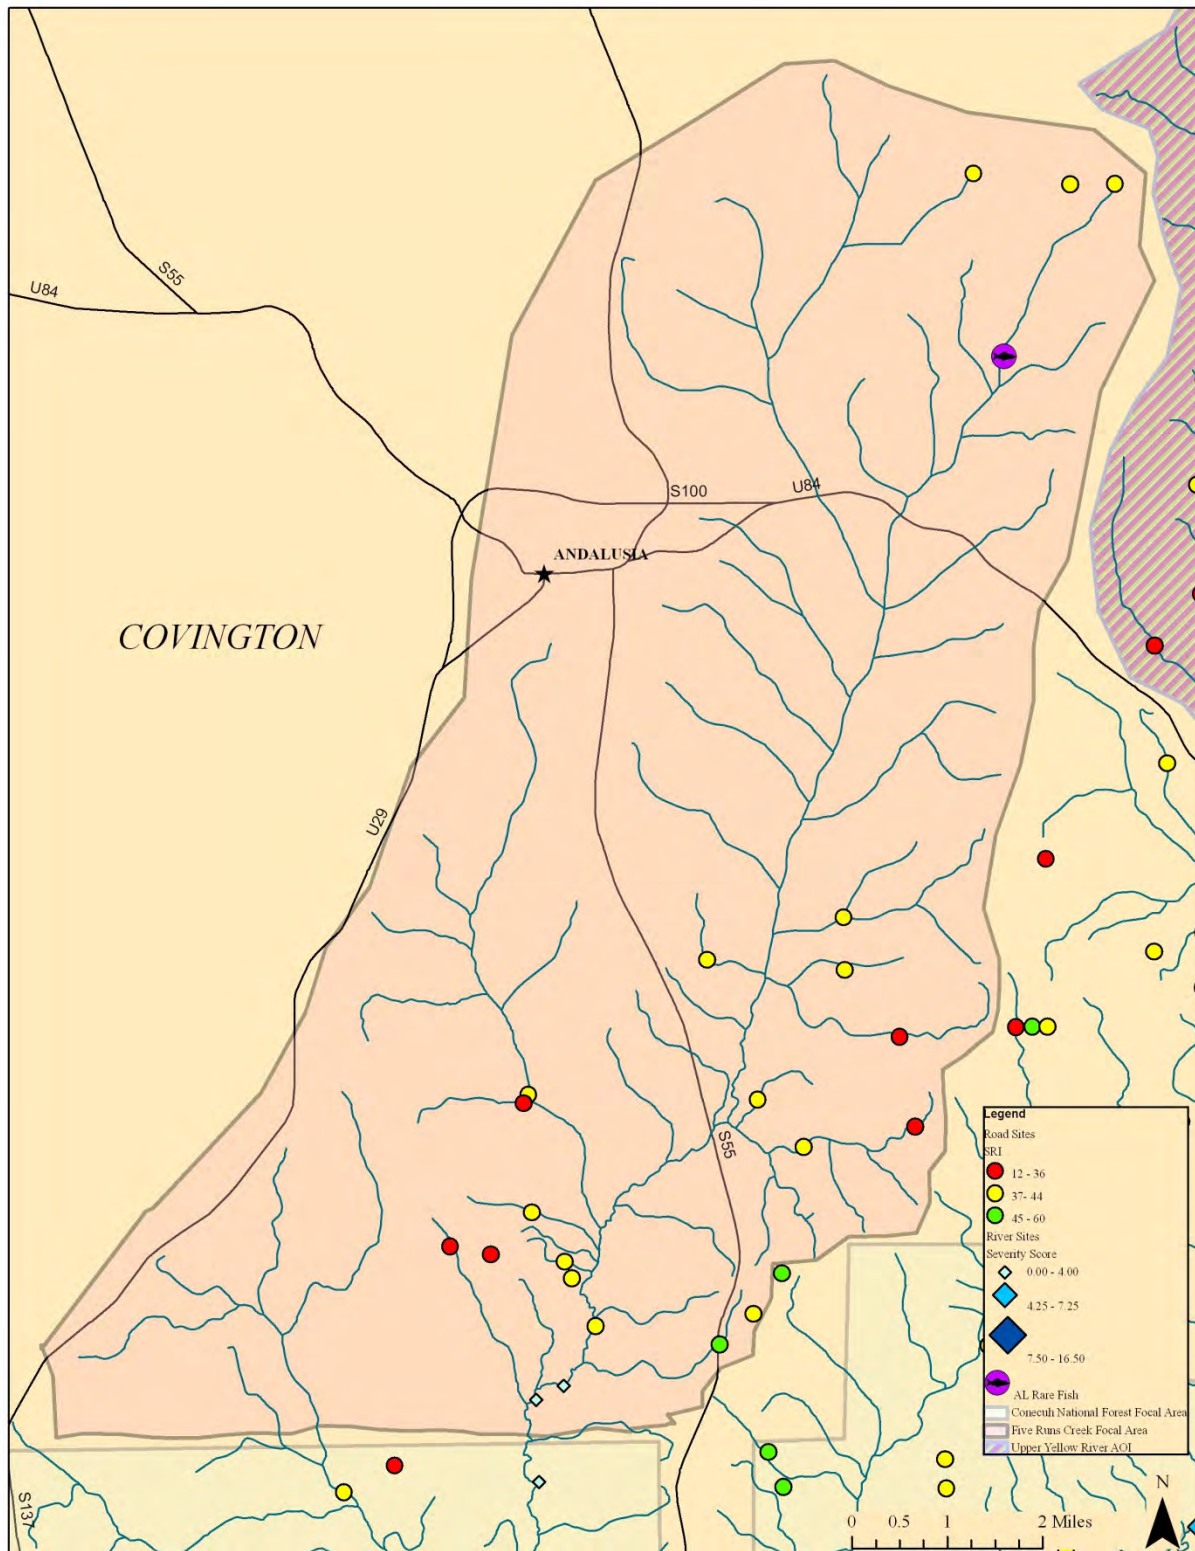 S55
U84
S100
U84
ANDALUSIA
COVINGTON
U29
S55
Legend
Road Sites
SRI
12 - 36
37- 44
45 - 60
River Sites
Severity Score
0.00 - 4.00
4.25 - 7.25
7.50 - 16.50
AL Rare Fish
Conecuh National Forest Focal Area
Five Runs Creek Focal Area
Upper Yellow River AOI
S137
N
0 0.5 1 2 Miles